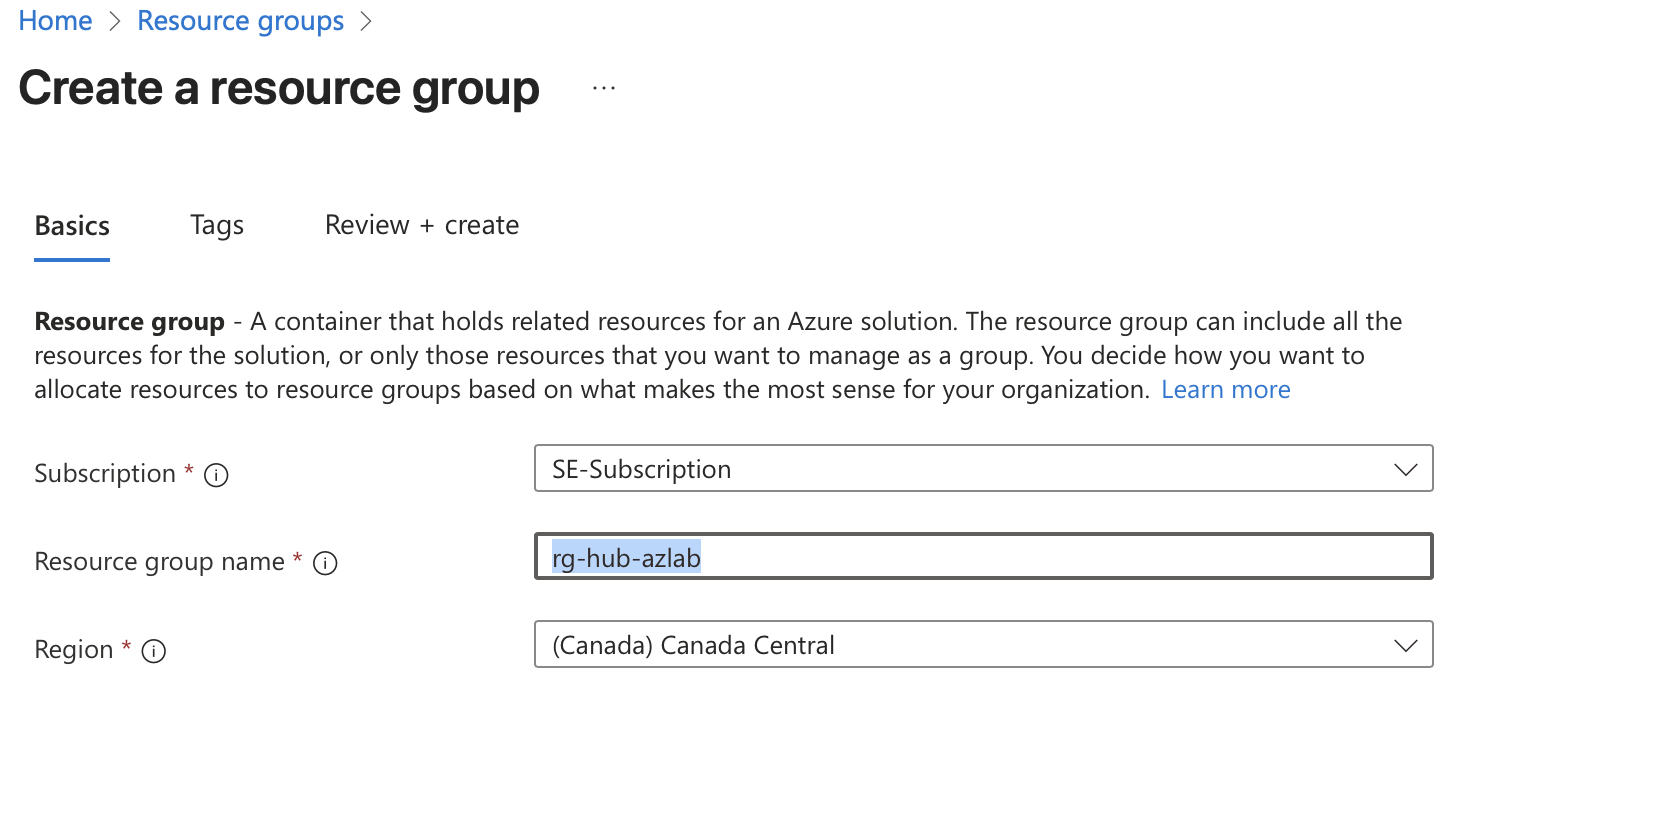 Home > Resource groups >
Create a resource group ...
Basics Tags Review + create
Resource group - A container that holds related resources for an Azure solution. The resource group can include all the
resources for the solution, or only those resources that you want to manage as a group. You decide how you want to
allocate resources to resource groups based on what makes the most sense for your organization. Learn more
Subscription * SE-Subscription
Resource group name * rg-hub-azlab
Region * (Canada) Canada Central